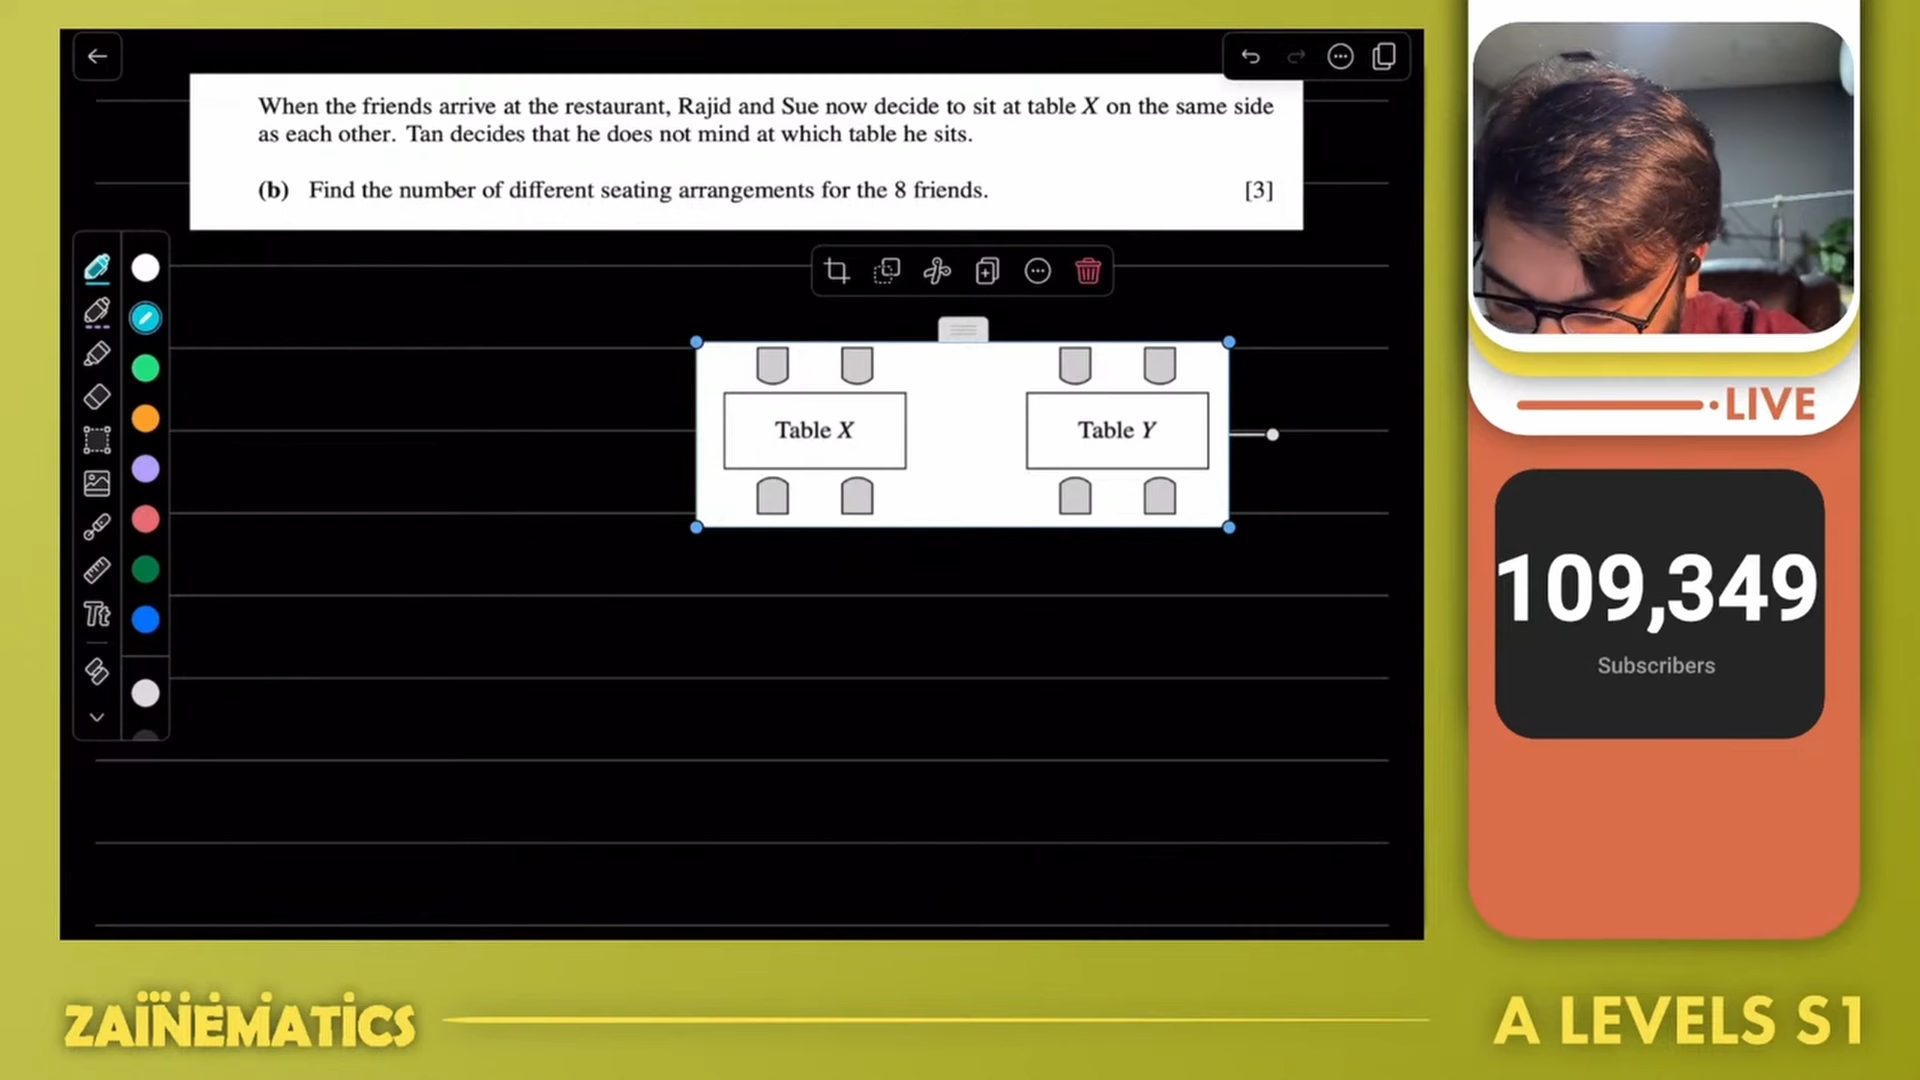 When the friends arrive at the restaurant, Rajid and Sue now decide to sit at table X on the same side
as each other. Tan decides that he does not mind at which table he sits.
(b) Find the number of different seating arrangements for the 8 friends. [3]
Table X
Table Y
Tt
LIVE
109,349
Subscribers
ZAINEMATICS
A LEVELS S1